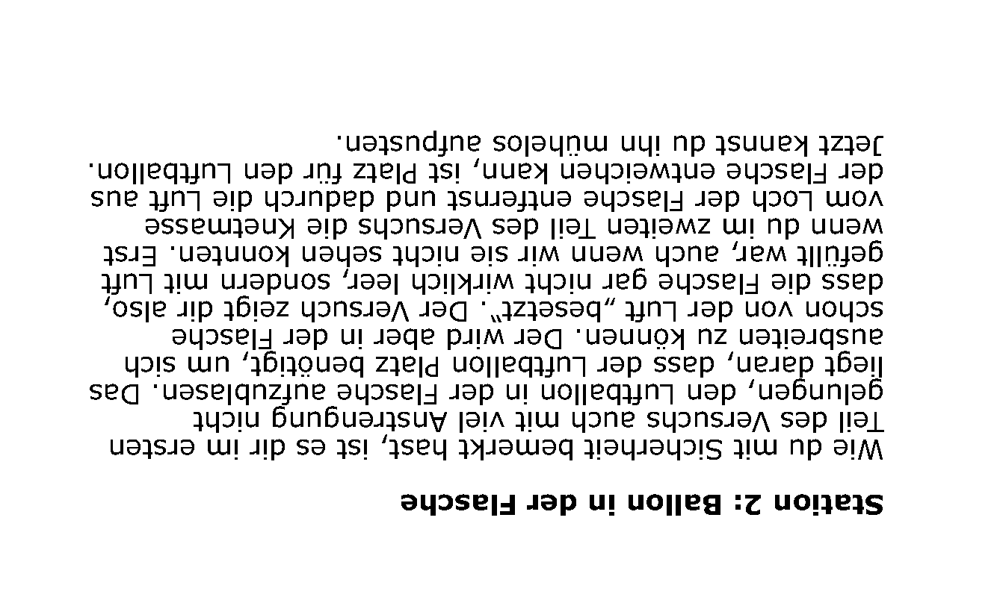 Station 2: Ballon in der Flasche
Wie du mit Sicherheit bemerkt hast, ist es dir im ersten
Teil des Versuchs auch mit viel Anstrengung nicht
gelungen, den Luftballon in der Flasche aufzublasen. Das
liegt daran, dass der Luftballon Platz benötigt, um sich
ausbreiten zu können. Der wird aber in der Flasche
schon von der Luft „besetzt“. Der Versuch zeigt dir also,
dass die Flasche gar nicht wirklich leer, sondern mit Luft
gefüllt war, auch wenn wir sie nicht sehen konnten. Erst
wenn du im zweiten Teil des Versuchs die Knetmasse
vom Loch der Flasche entfernst und dadurch die Luft aus
der Flasche entweichen kann, ist Platz für den Luftballon.
Jetzt kannst du ihn mühelos aufpusten.